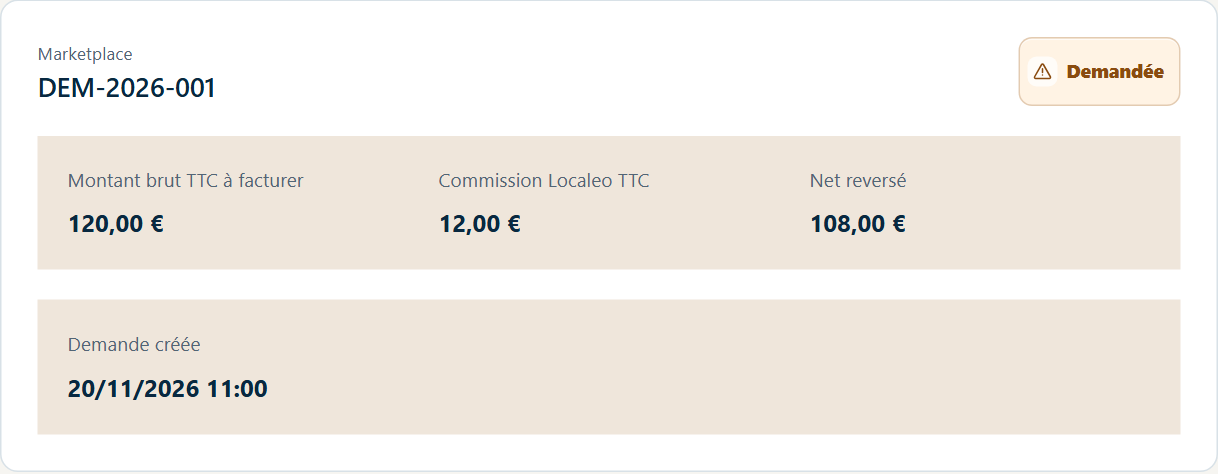 Marketplace
DEM-2026-001
Demandée
Montant brut TTC à facturer
120,00 €
Commission Localeo TTC
12,00 €
Net reversé
108,00 €
Demande créée
20/11/2026 11:00